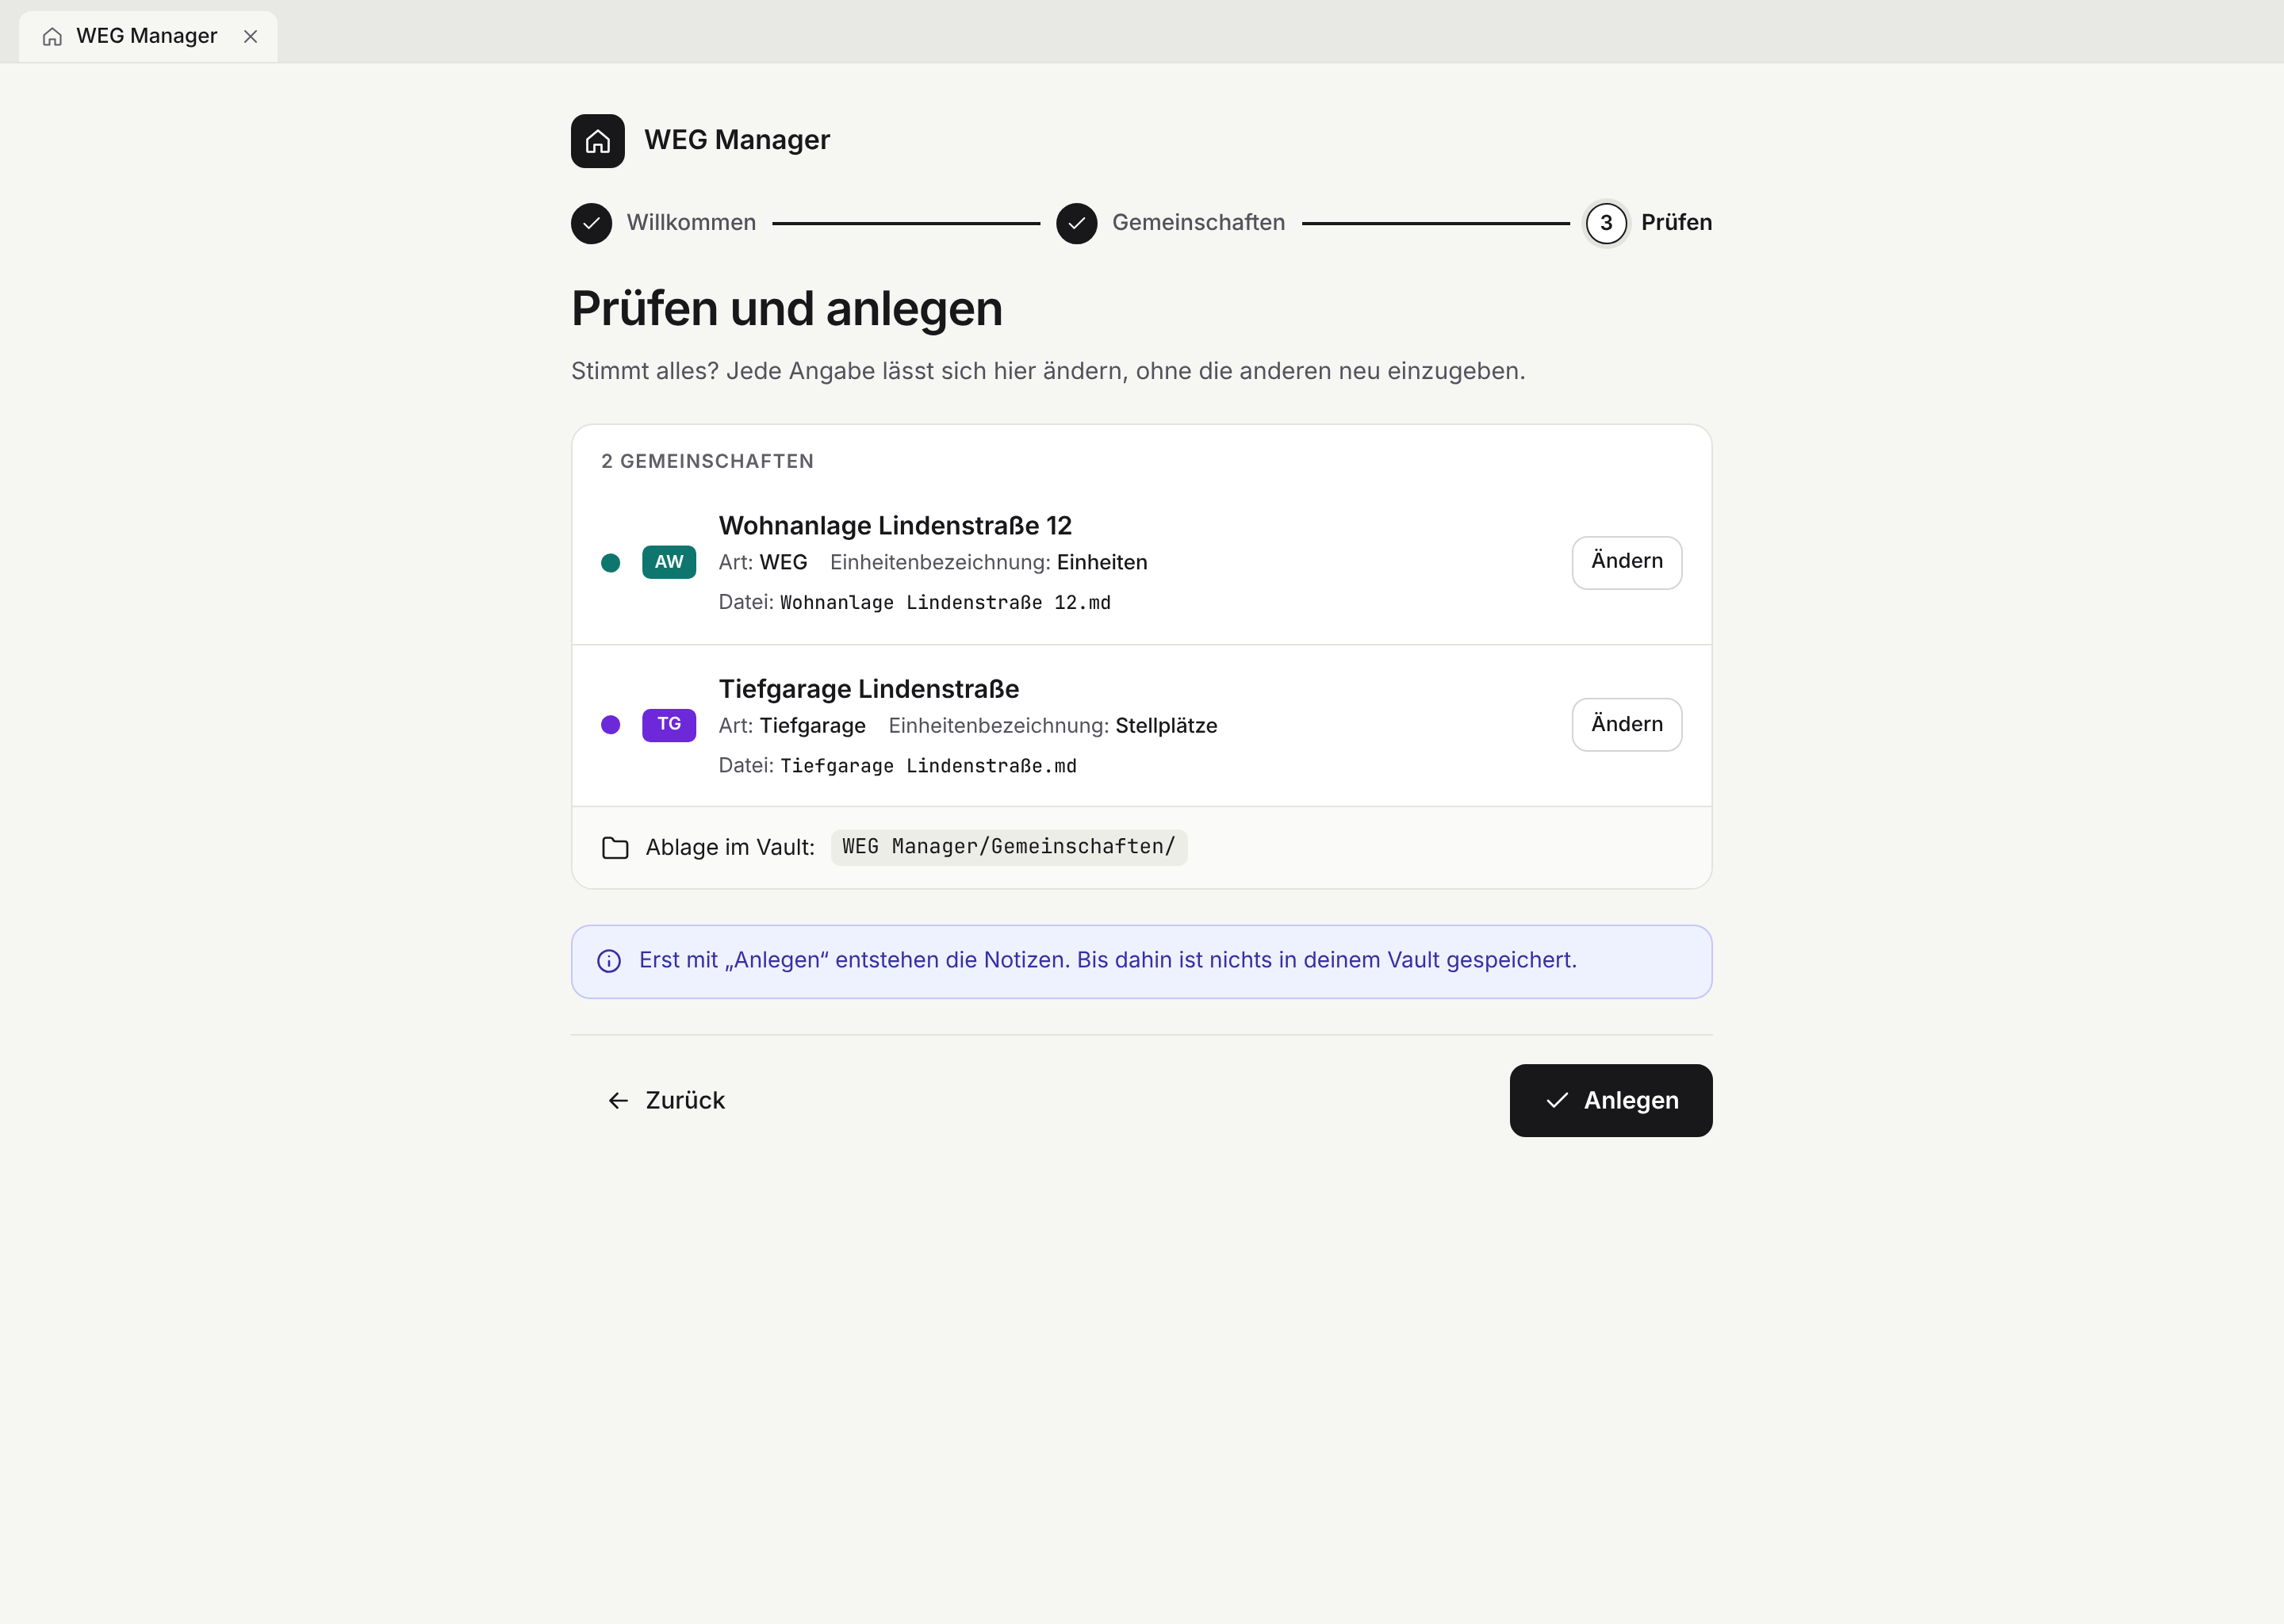 WEG Manager
WEG Manager
Willkommen
Gemeinschaften
3 Prüfen
Prüfen und anlegen
Stimmt alles? Jede Angabe lässt sich hier ändern, ohne die anderen neu einzugeben.
2 GEMEINSCHAFTEN
AW
Wohnanlage Lindenstraße 12
Art: WEG Einheitenbezeichnung: Einheiten
Datei: Wohnanlage Lindenstraße 12.md
Ändern
TG
Tiefgarage Lindenstraße
Art: Tiefgarage Einheitenbezeichnung: Stellplätze
Datei: Tiefgarage Lindenstraße.md
Ändern
Ablage im Vault: WEG Manager/Gemeinschaften/
Erst mit „Anlegen“ entstehen die Notizen. Bis dahin ist nichts in deinem Vault gespeichert.
Zurück
Anlegen